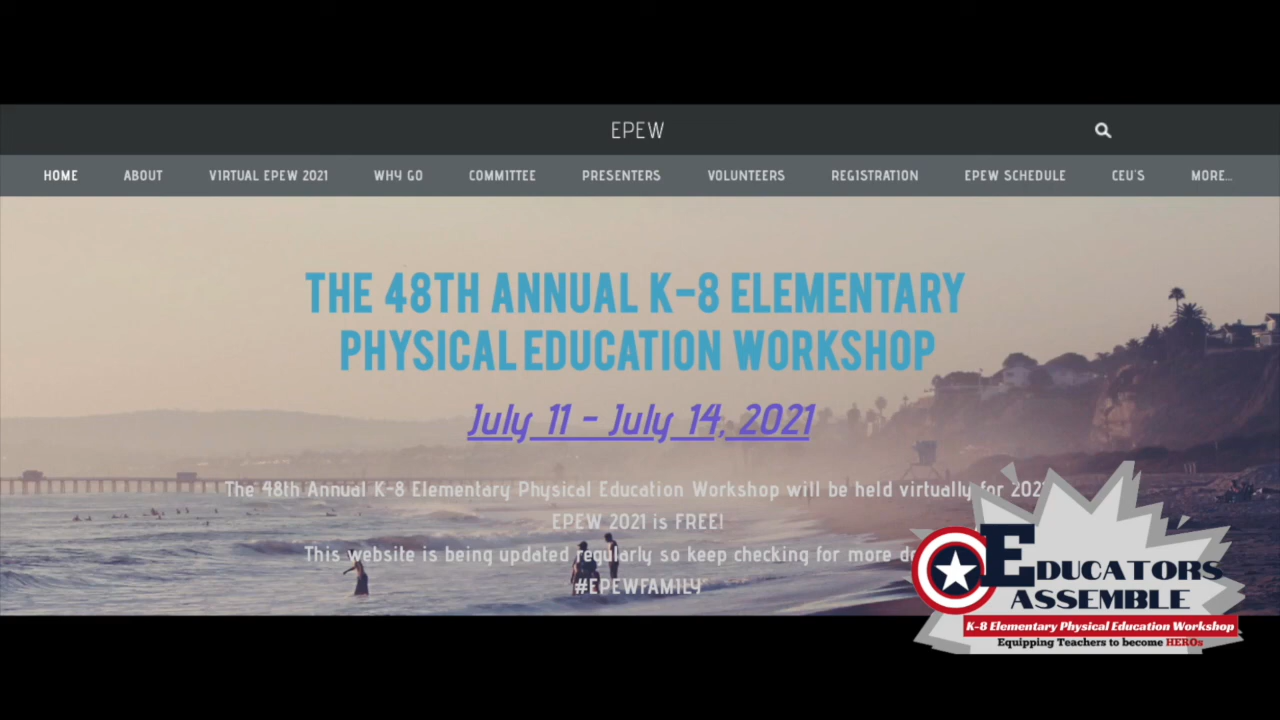 EPEW
HOME ABOUT VIRTUAL EPEW 2021 WHY GO COMMITTEE PRESENTERS VOLUNTEERS REGISTRATION EPEW SCHEDULE CEU'S MORE...
THE 48TH ANNUAL K-8 ELEMENTARY
PHYSICAL EDUCATION WORKSHOP
July 11 - July 14, 2021
The 48th Annual K-8 Elementary Physical Education Workshop will be held virtually for
EPEW 2021 is FREE!
This website is being updated regularly so keep checking for more
#EPEWFAMILY
EDUCATORS
ASSEMBLE
K-8 Elementary Physical Education Workshop
Equipping Teachers to become HEROs